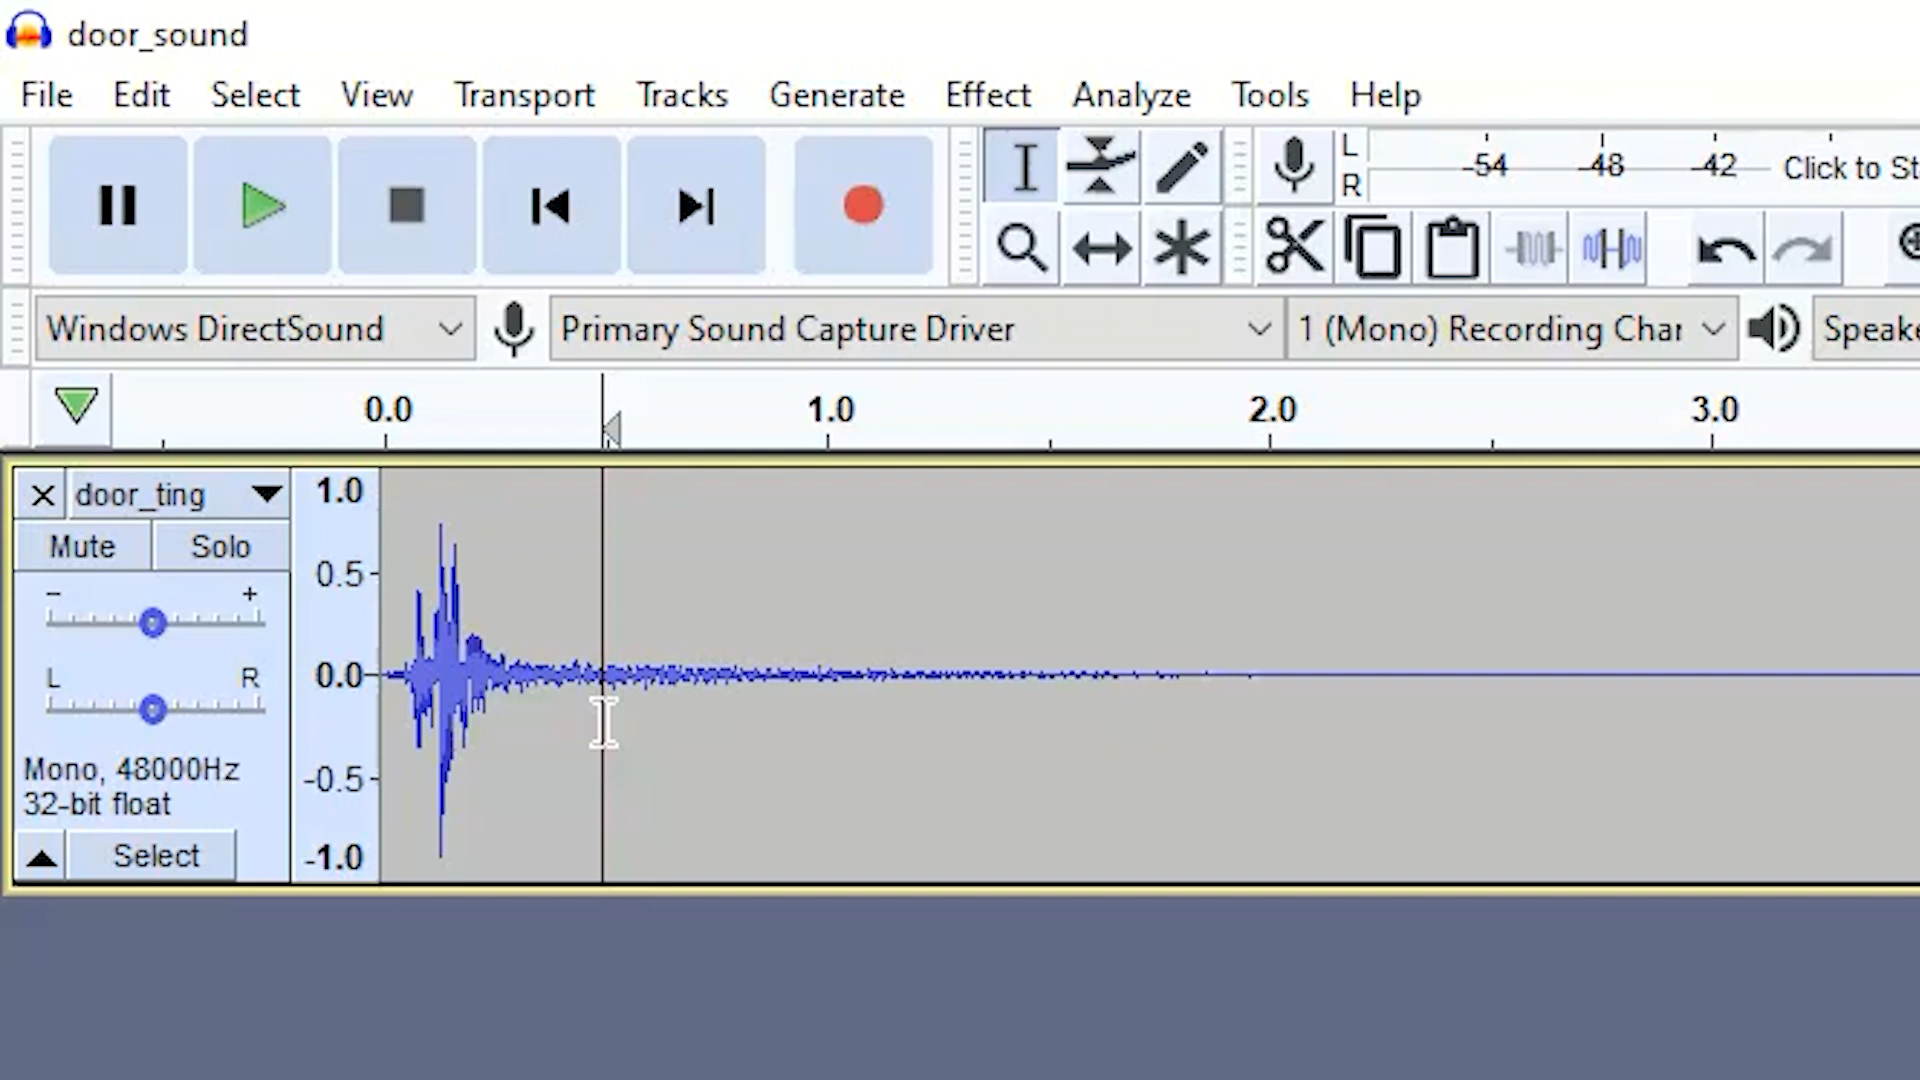 door_sound
File Edit Select View Transport Tracks Generate Effect Analyze Tools Help
L
R
-54 -48 -42 Click to St
Windows DirectSound Primary Sound Capture Driver 1 (Mono) Recording Char Speake
0.0 1.0 2.0 3.0
door_ting
Mute Solo
- +
L R
Mono, 48000Hz
32-bit float
Select
1.0
0.5
0.0
-0.5
-1.0